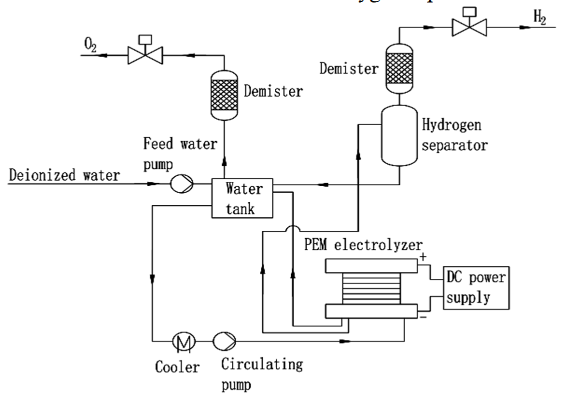 H₂
O₂
Demister
Demister
Hydrogen
separator
Feed water
pump
Deionized water
Water
tank
PEM electrolyzer
+
DC power
supply
−
M
Cooler
Circulating
pump